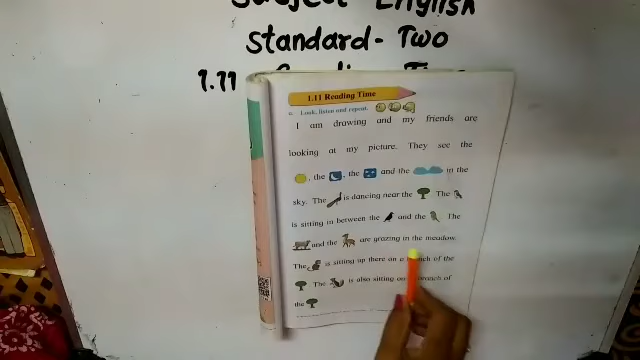 Subject - English
Standard - Two
1.11
1.11 Reading Time
Look, listen and repeat.
I am drawing and my friends are
looking at my picture. They see the
, the , the and the in the
sky. The is dancing near the . The
is sitting in between the and the . The
and the are grazing in the meadow.
The is sitting up there on a branch of the
. The is also sitting on branch of
the